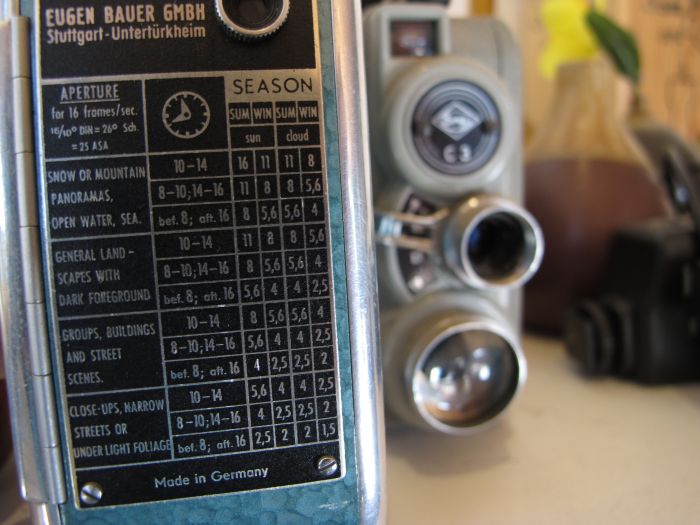 EUGEN BAUER GMBH
Stuttgart-Untertürkheim
APERTURE
for 16 frames/sec.
16/10° DIN = 26° Sch.
= 25 ASA
SEASON
SUM WIN SUM WIN
sun cloud
SNOW OR MOUNTAIN
PANORAMAS,
OPEN WATER, SEA.
10-14 16 11 11 8
8-10; 14-16 11 8 8 5,6
bef. 8; aft. 16 8 5,6 5,6 4
GENERAL LAND-
SCAPES WITH
DARK FOREGROUND
10-14 11 8 8 5,6
8-10; 14-16 8 5,6 5,6 4
bef. 8; aft. 16 5,6 4 4 2,5
GROUPS, BUILDINGS
AND STREET
SCENES.
10-14 8 5,6 5,6 4
8-10; 14-16 5,6 4 4 2,5
bef. 8; aft. 16 4 2,5 2,5 2
CLOSE-UPS, NARROW
STREETS OR
UNDER LIGHT FOLIAGE
10-14 5,6 4 4 2,5
8-10; 14-16 4 2,5 2,5 2
bef. 8; aft. 16 2,5 2 2 1,5
Made in Germany
C3